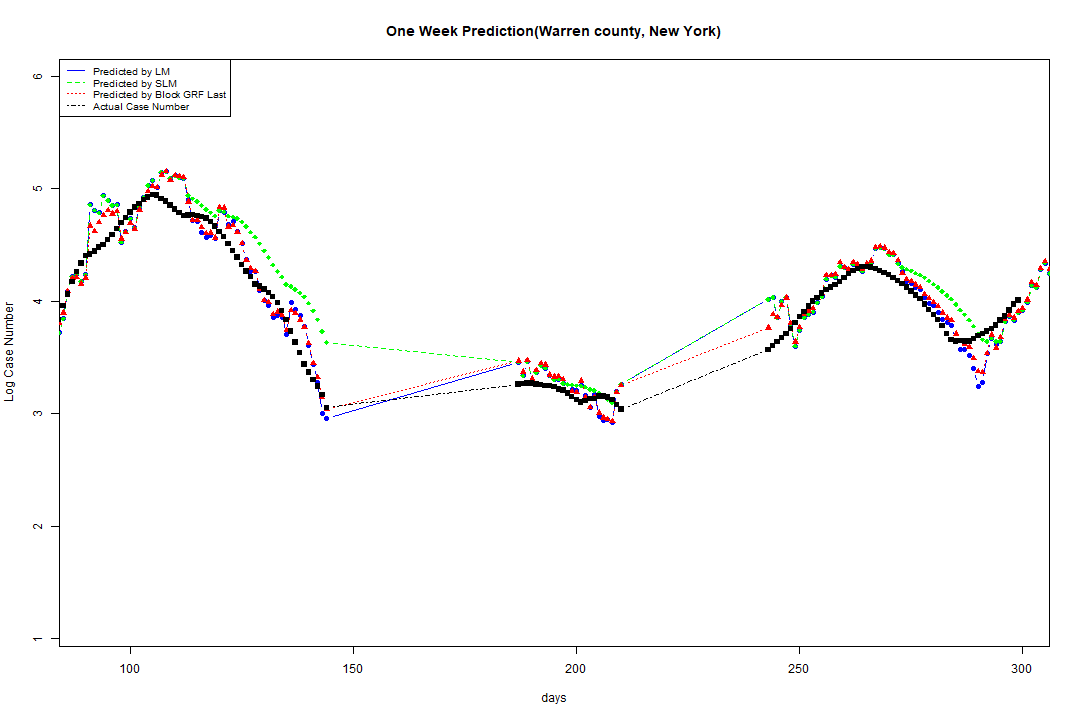 One Week Prediction(Warren county, New York)
Predicted by LM
Predicted by SLM
Predicted by Block GRF Last
Actual Case Number
6
5
4
3
2
1
Log Case Number
100 150 200 250 300
days